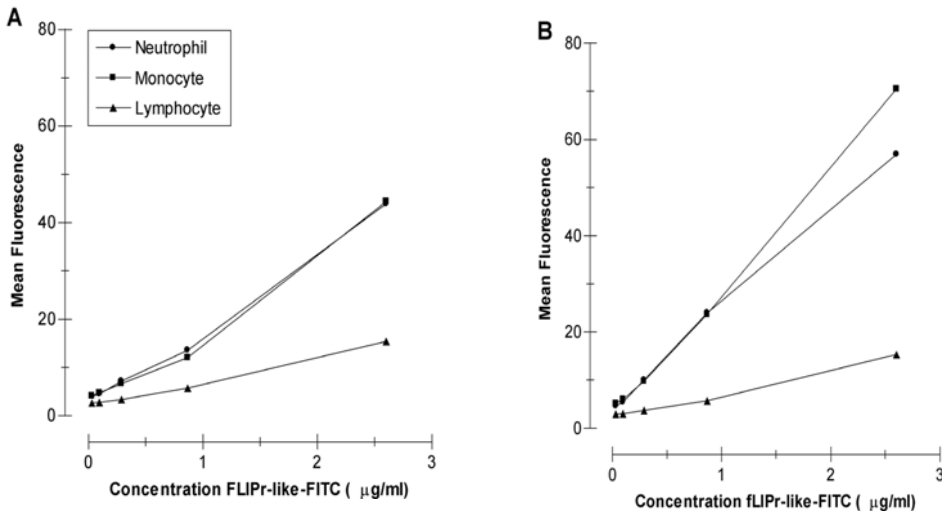 A
80
60
40
20
0
Mean Fluorescence
Neutrophil
Monocyte
Lymphocyte
0 1 2 3
Concentration FLIPr-like-FITC ( µg/ml)
B
80
60
40
20
0
Mean Fluorescence
0 1 2 3
Concentration fLIPr-like-FITC ( µg/ml)